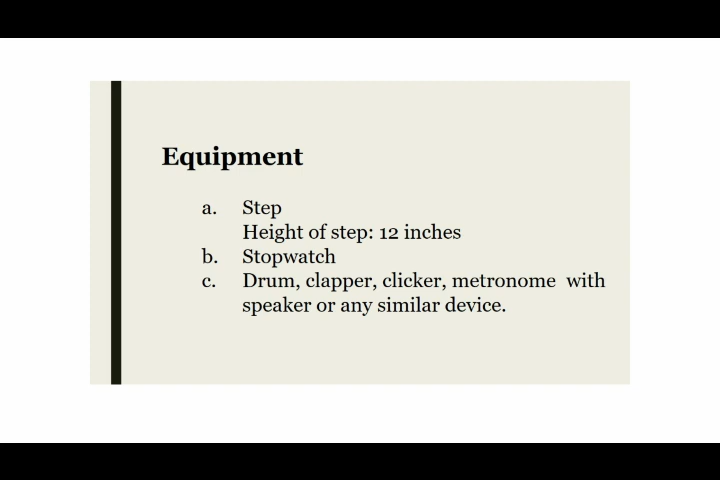 Equipment
a. Step
Height of step: 12 inches
b. Stopwatch
c. Drum, clapper, clicker, metronome with
speaker or any similar device.